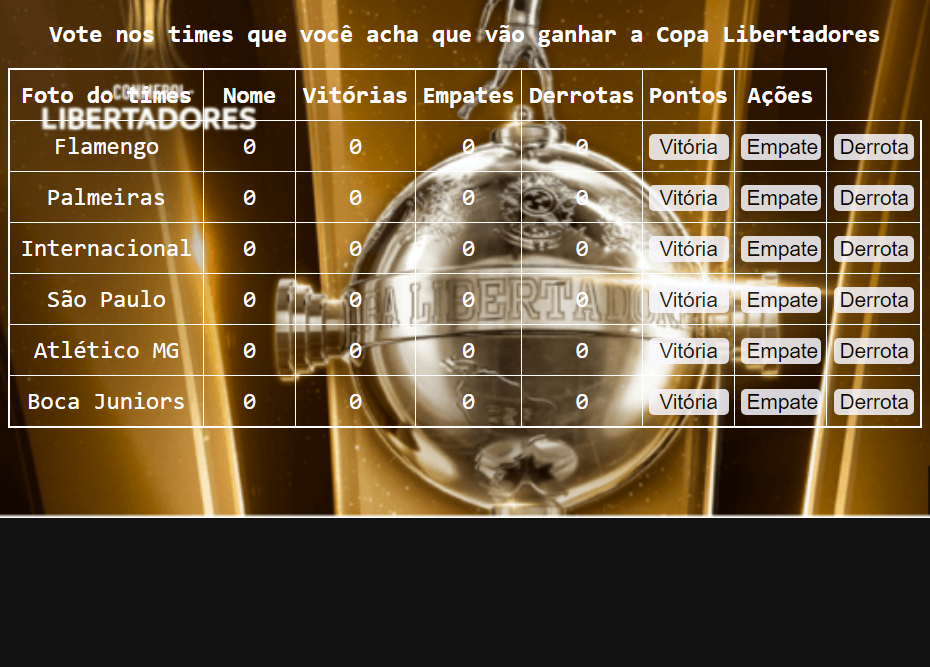 Vote nos times que você acha que vão ganhar a Copa Libertadores
Foto do times Nome Vitórias Empates Derrotas Pontos Ações
CONMEBOL
LIBERTADORES
Flamengo 0 0 0 0 Vitória Empate Derrota
Palmeiras 0 0 0 0 Vitória Empate Derrota
Internacional 0 0 0 0 Vitória Empate Derrota
São Paulo 0 0 0 0 Vitória Empate Derrota
Atlético MG 0 0 0 0 Vitória Empate Derrota
Boca Juniors 0 0 0 0 Vitória Empate Derrota